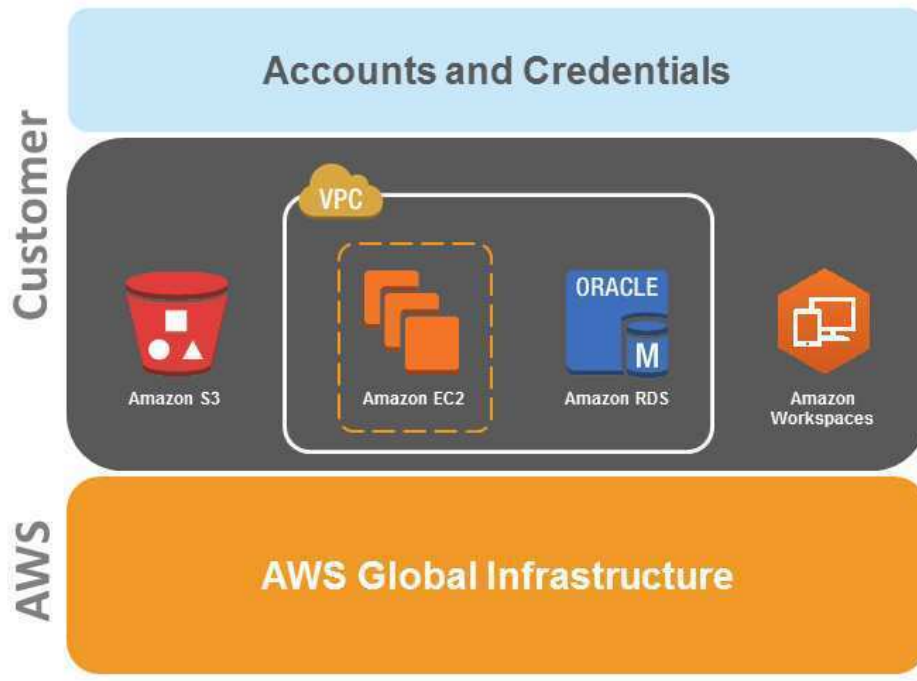 Customer
Accounts and Credentials
VPC
Amazon S3
Amazon EC2
ORACLE
M
Amazon RDS
Amazon
Workspaces
AWS
AWS Global Infrastructure